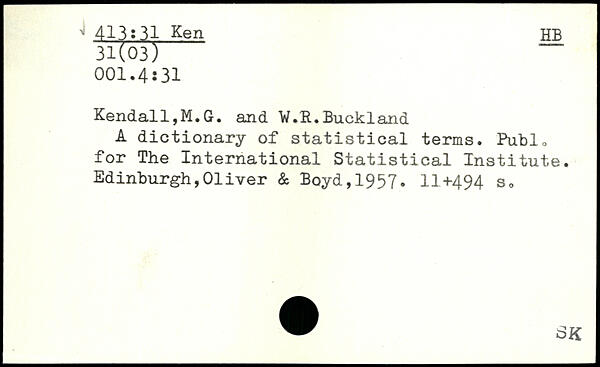 413:31 Ken HB
31(03)
001.4:31
Kendall,M.G. and W.R.Buckland
A dictionary of statistical terms. Publ.
for The International Statistical Institute.
Edinburgh,Oliver & Boyd,1957. 11+494 s.
SK